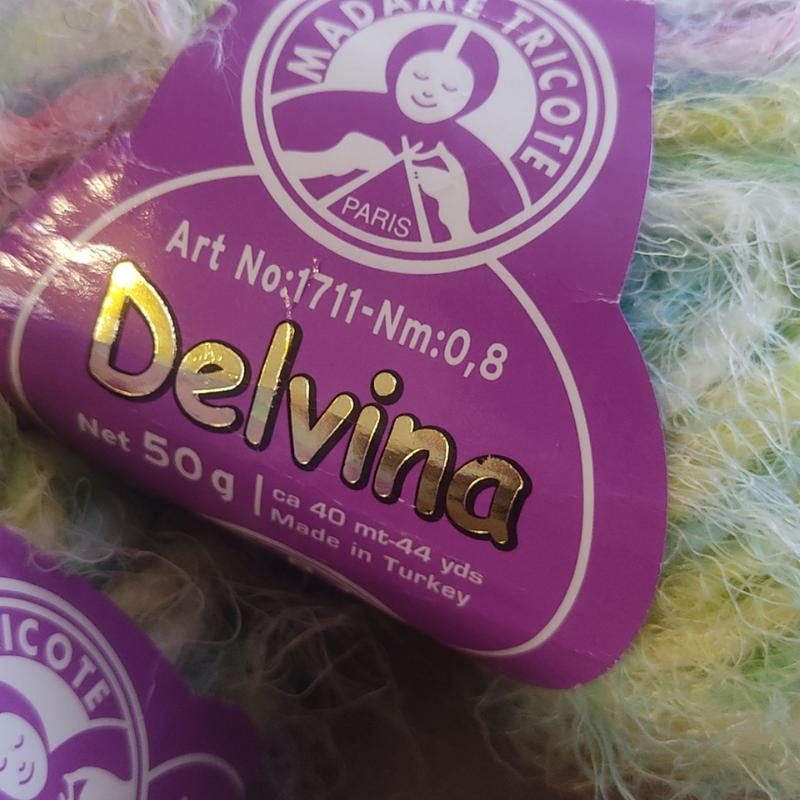 MADAME TRICOTE
PARIS
Art No:1711-Nm:0,8
Delvina
Net 50g
ca 40 mt-44 yds
Made in Turkey
RICOTE